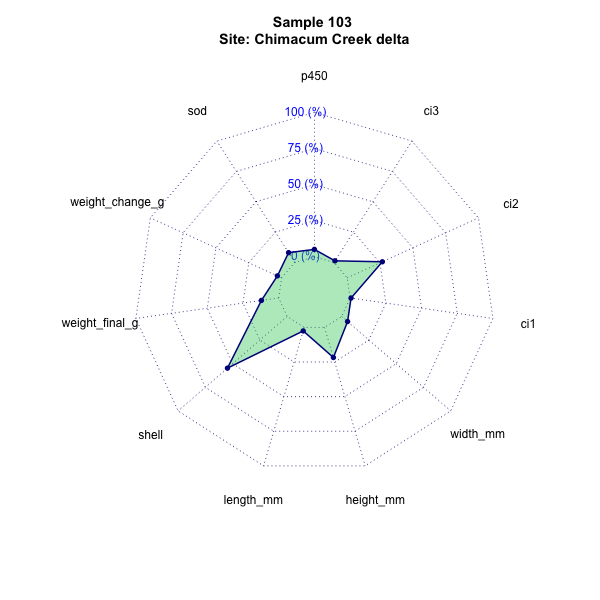 Sample 103
Site: Chimacum Creek delta
p450
100 (%)
sod
ci3
75 (%)
50 (%)
weight_change_g
ci2
25 (%)
0 (%)
weight_final_g
ci1
shell
width_mm
length_mm
height_mm